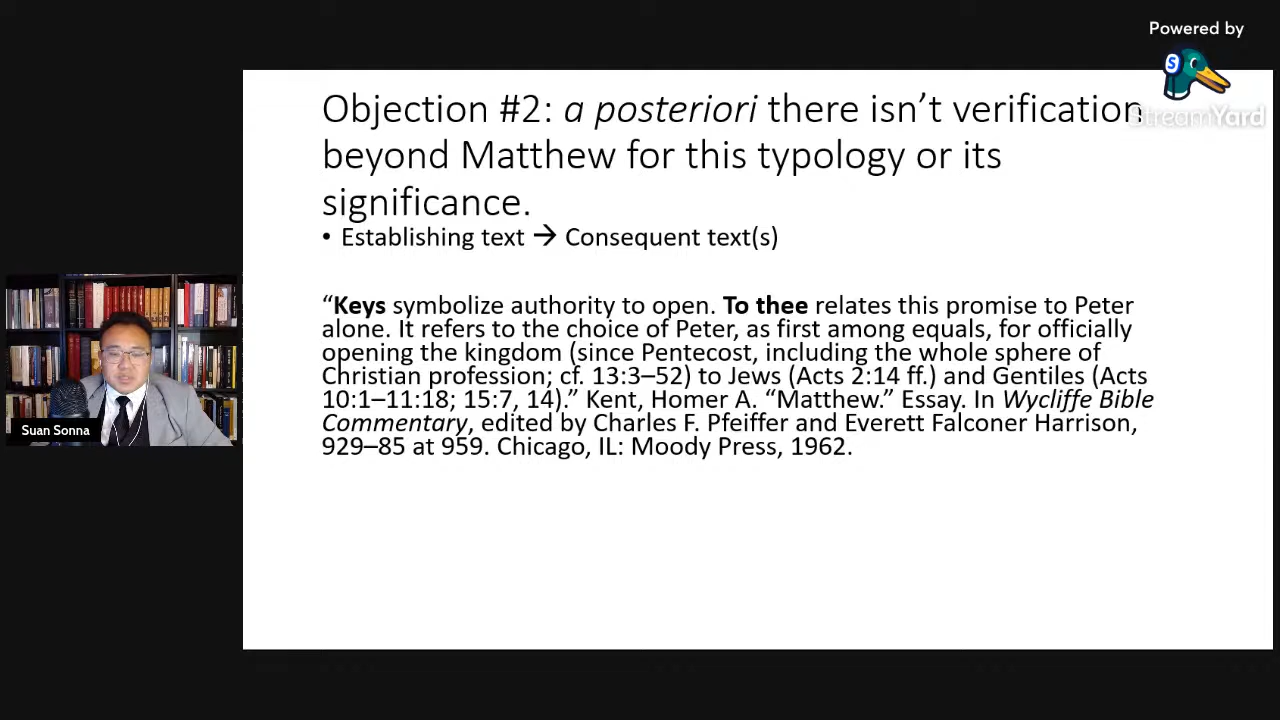 Powered by
StreamYard
Objection #2: a posteriori there isn’t verification
beyond Matthew for this typology or its
significance.
• Establishing text → Consequent text(s)
“Keys symbolize authority to open. To thee relates this promise to Peter
alone. It refers to the choice of Peter, as first among equals, for officially
opening the kingdom (since Pentecost, including the whole sphere of
Christian profession; cf. 13:3–52) to Jews (Acts 2:14 ff.) and Gentiles (Acts
10:1–11:18; 15:7, 14).” Kent, Homer A. “Matthew.” Essay. In Wycliffe Bible
Commentary, edited by Charles F. Pfeiffer and Everett Falconer Harrison,
929–85 at 959. Chicago, IL: Moody Press, 1962.
Suan Sonna